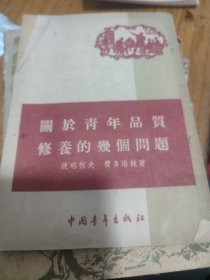 關於青年品質
修養的幾個問題
波哈柯夫 費多洛娃著
中國青年出版社